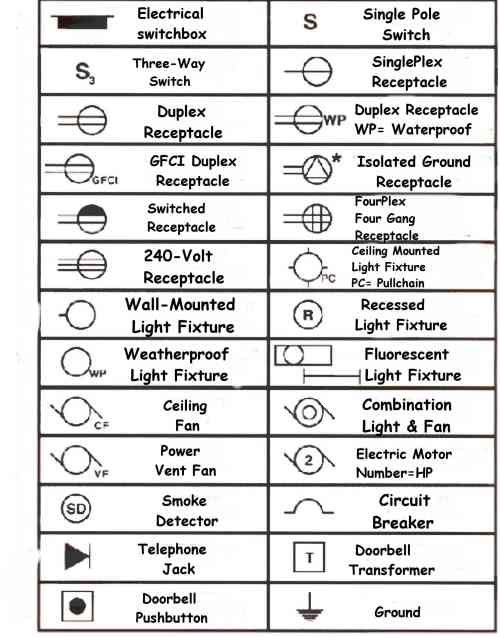 Electrical
switchbox
S
Single Pole
Switch
S3
Three-Way
Switch
SinglePlex
Receptacle
Duplex
Receptacle
WP
Duplex Receptacle
WP= Waterproof
GFCI
GFCI Duplex
Receptacle
*
Isolated Ground
Receptacle
Switched
Receptacle
FourPlex
Four Gang
Receptacle
240-Volt
Receptacle
PC
Ceiling Mounted
Light Fixture
PC= Pullchain
Wall-Mounted
Light Fixture
R
Recessed
Light Fixture
WP
Weatherproof
Light Fixture
Fluorescent
Light Fixture
CF
Ceiling
Fan
Combination
Light & Fan
VF
Power
Vent Fan
2
Electric Motor
Number=HP
SD
Smoke
Detector
Circuit
Breaker
Telephone
Jack
T
Doorbell
Transformer
Doorbell
Pushbutton
Ground